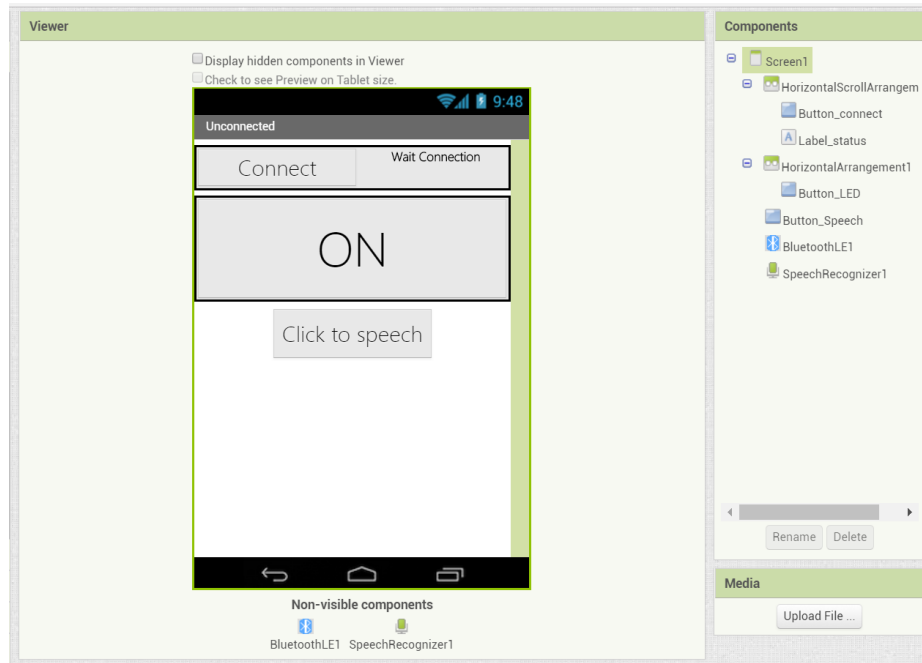 Viewer
Display hidden components in Viewer
Check to see Preview on Tablet size.
9:48
Unconnected
Connect
Wait Connection
ON
Click to speech
Non-visible components
BluetoothLE1 SpeechRecognizer1
Components
Screen1
HorizontalScrollArrangem
Button_connect
A Label_status
HorizontalArrangement1
Button_LED
Button_Speech
BluetoothLE1
SpeechRecognizer1
Rename Delete
Media
Upload File ...